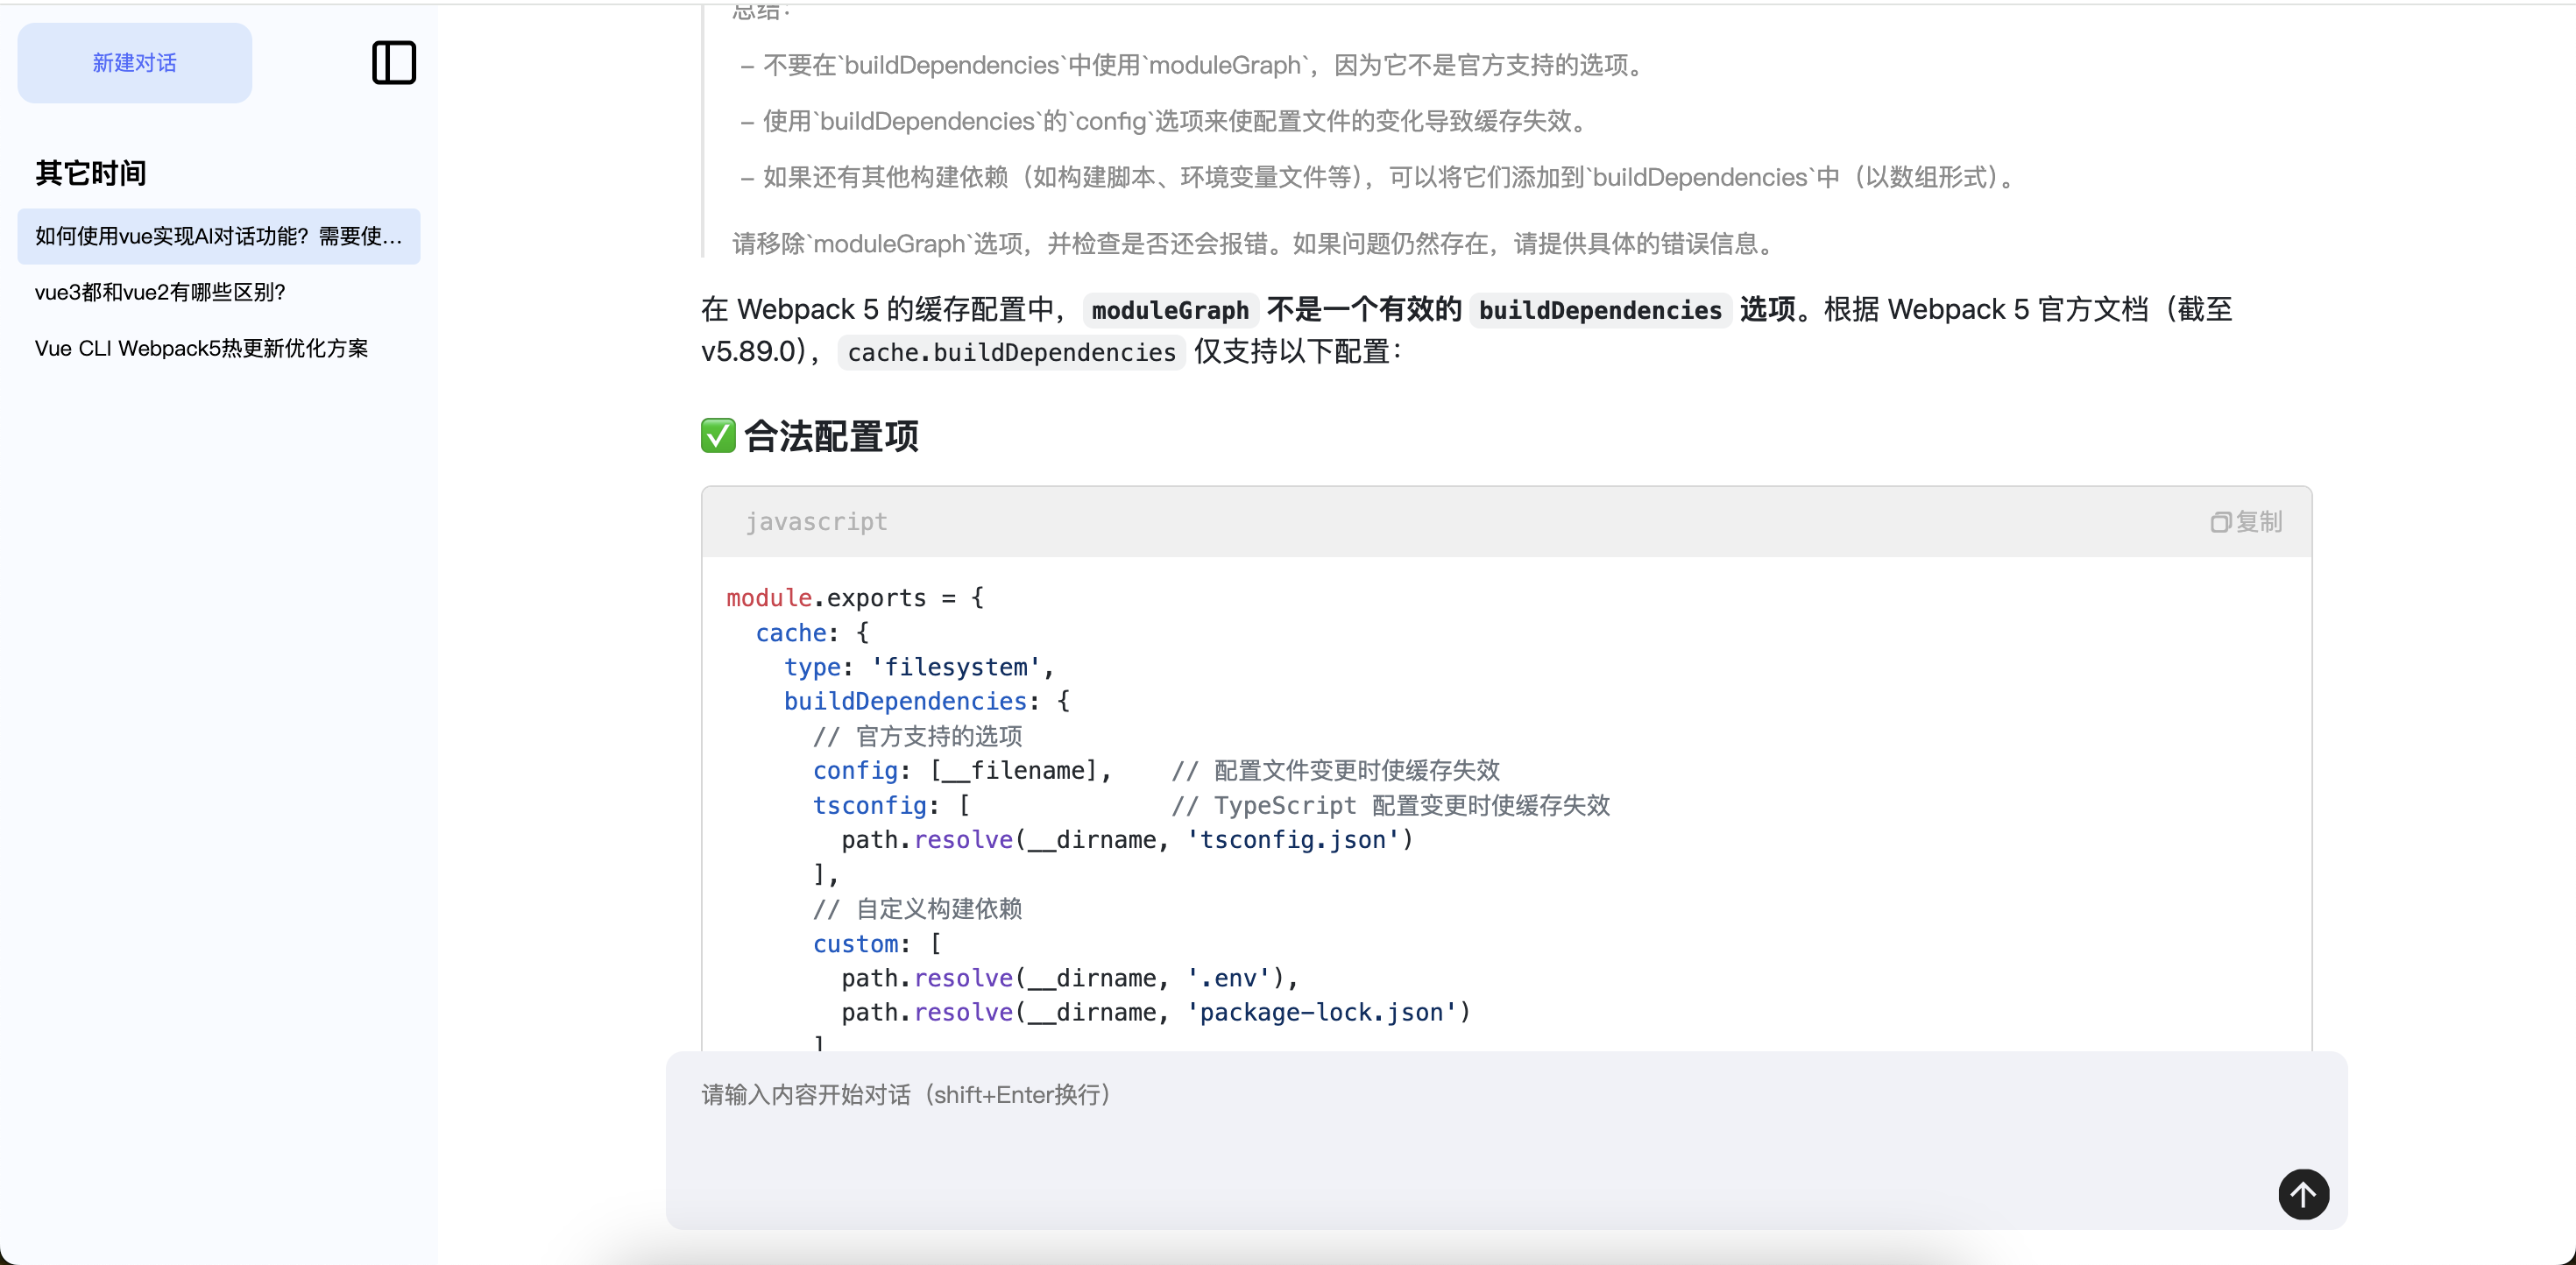 新建对话
其它时间
如何使用vue实现AI对话功能？需要使...
vue3都和vue2有哪些区别?
Vue CLI Webpack5热更新优化方案
总结：
– 不要在`buildDependencies`中使用`moduleGraph`，因为它不是官方支持的选项。
– 使用`buildDependencies`的`config`选项来使配置文件的变化导致缓存失效。
– 如果还有其他构建依赖（如构建脚本、环境变量文件等），可以将它们添加到`buildDependencies`中（以数组形式）。
请移除`moduleGraph`选项，并检查是否还会报错。如果问题仍然存在，请提供具体的错误信息。
在 Webpack 5 的缓存配置中， moduleGraph 不是一个有效的 buildDependencies 选项。根据 Webpack 5 官方文档（截至
v5.89.0）， cache.buildDependencies 仅支持以下配置：
✅ 合法配置项
javascript
复制
module.exports = {
  cache: {
    type: 'filesystem',
    buildDependencies: {
      // 官方支持的选项
      config: [__filename],    // 配置文件变更时使缓存失效
      tsconfig: [              // TypeScript 配置变更时使缓存失效
        path.resolve(__dirname, 'tsconfig.json')
      ],
      // 自定义构建依赖
      custom: [
        path.resolve(__dirname, '.env'),
        path.resolve(__dirname, 'package-lock.json')
      ]
请输入内容开始对话（shift+Enter换行）